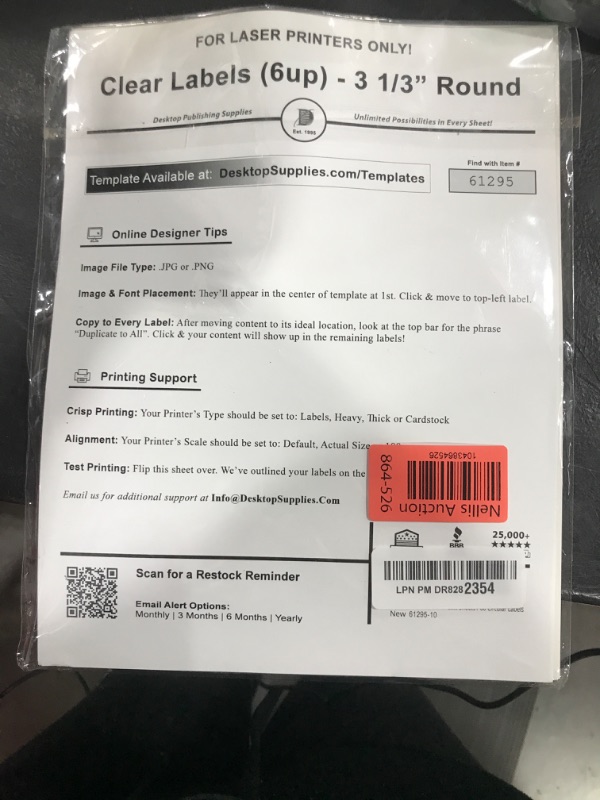 FOR LASER PRINTERS ONLY!
Clear Labels (6up) - 3 1/3” Round
Desktop Publishing Supplies
Est. 1995
Unlimited Possibilities in Every Sheet!
Template Available at: DesktopSupplies.com/Templates
Find with Item #
61295
Online Designer Tips
Image File Type: .JPG or .PNG
Image & Font Placement: They'll appear in the center of template at 1st. Click & move to top-left label.
Copy to Every Label: After moving content to its ideal location, look at the top bar for the phrase
“Duplicate to All”. Click & your content will show up in the remaining labels!
Printing Support
Crisp Printing: Your Printer's Type should be set to: Labels, Heavy, Thick or Cardstock
Alignment: Your Printer's Scale should be set to: Default, Actual Size
Test Printing: Flip this sheet over. We've outlined your labels on the
Email us for additional support at Info@DesktopSupplies.Com
1043864526
864-526
Nellis Auction
BBB
25,000+
★★★★★
Scan for a Restock Reminder
Email Alert Options:
Monthly | 3 Months | 6 Months | Yearly
LPN PM DR828 2354
New 61295-10